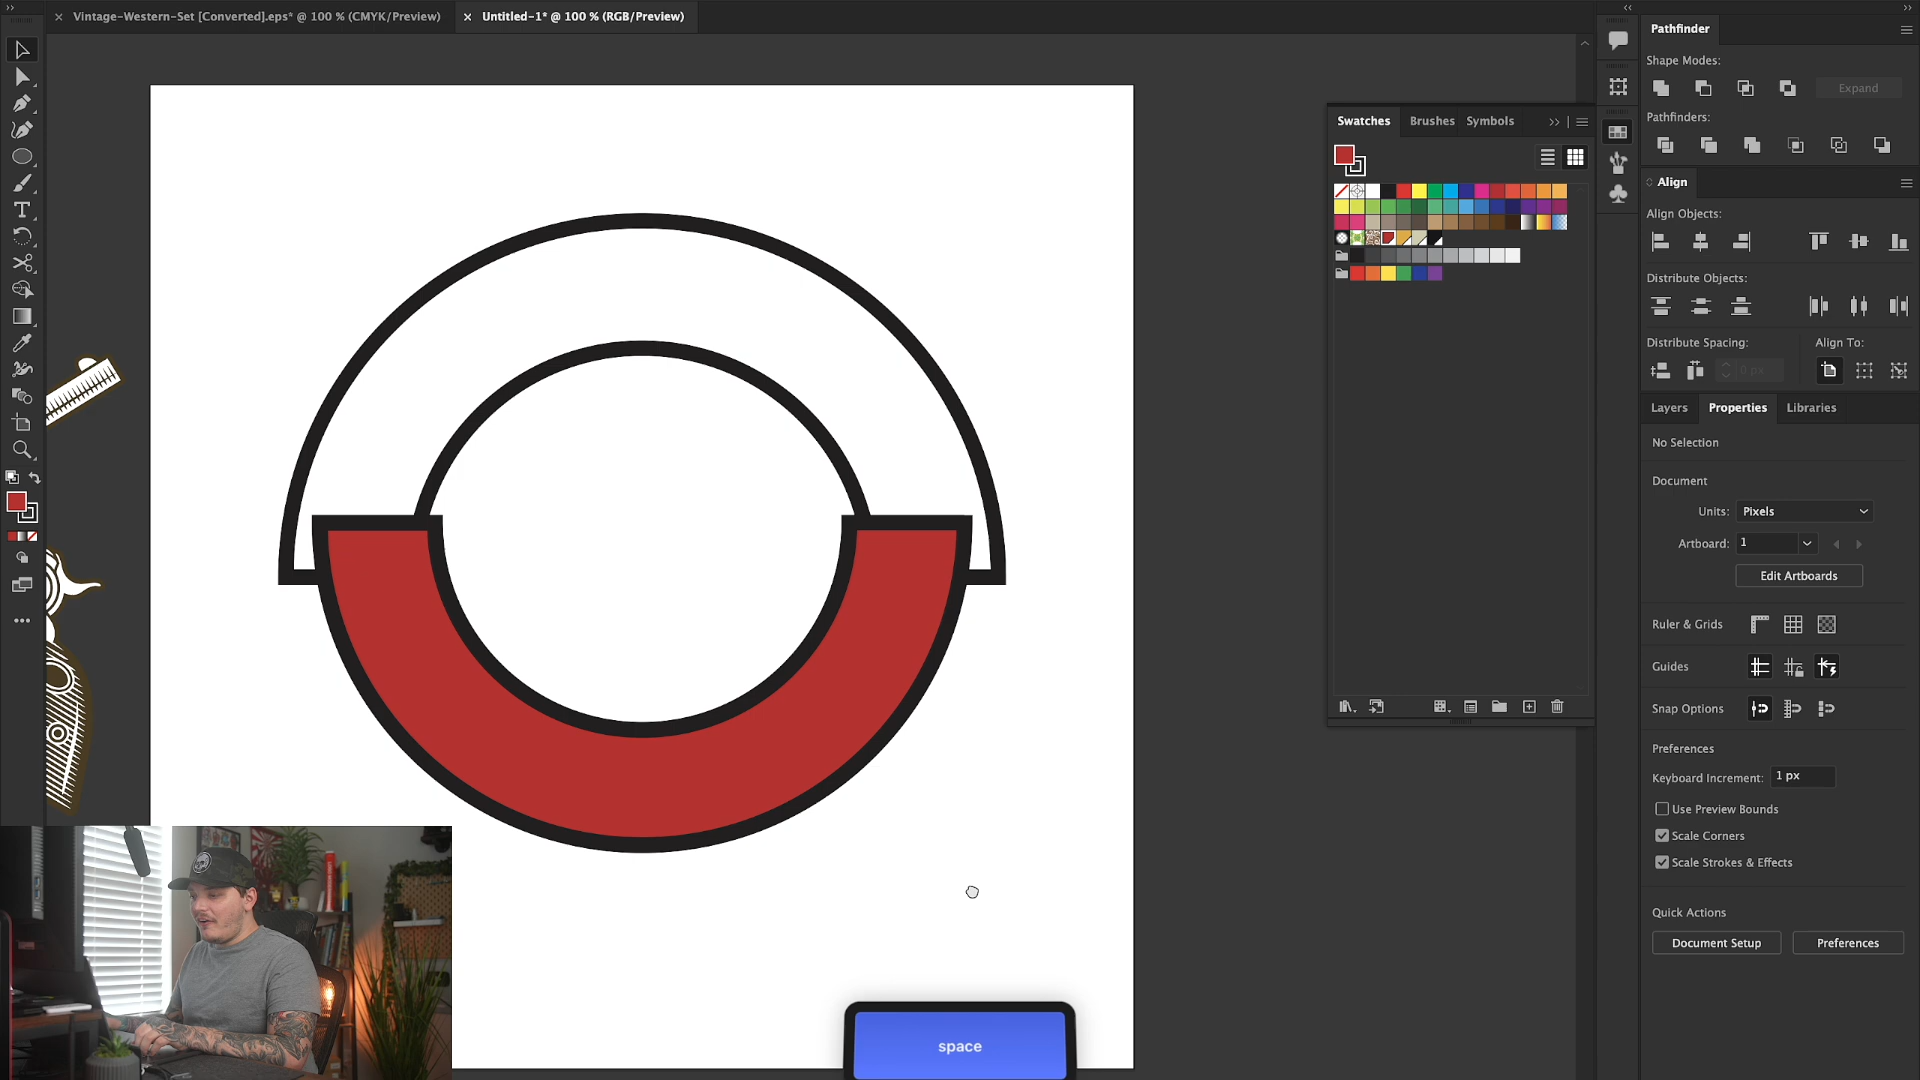 Vintage-Western-Set [Converted].eps* @ 100 % (CMYK/Preview)
Untitled-1* @ 100 % (RGB/Preview)
Pathfinder
Shape Modes:
Expand
Pathfinders:
Swatches
Brushes
Symbols
Align
Align Objects:
Distribute Objects:
Distribute Spacing:
Align To:
0 px
Layers
Properties
Libraries
No Selection
Document
Units:
Pixels
Artboard:
1
Edit Artboards
Ruler & Grids
Guides
Snap Options
Preferences
Keyboard Increment:
1 px
Use Preview Bounds
Scale Corners
Scale Strokes & Effects
Quick Actions
Document Setup
Preferences
space